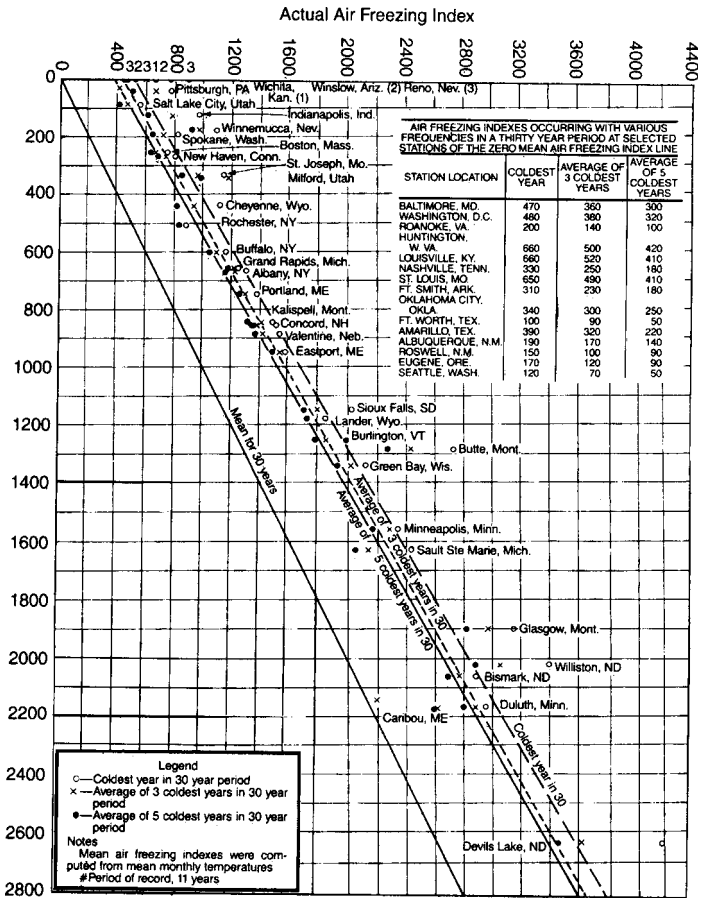 Actual Air Freezing Index
0 400 800 1200 1600 2000 2400 2800 3200 3600 4000 4400
3 2 3 1 1 2 3
0
200
400
600
800
1000
1200
1400
1600
1800
2000
2200
2400
2600
2800
Pittsburgh, PA
Wichita,
Kan. (1)
Winslow, Ariz. (2) Reno, Nev. (3)
Salt Lake City, Utah
Indianapolis, Ind.
Winnemucca, Nev.
Spokane, Wash.
Boston, Mass.
New Haven, Conn.
St. Joseph, Mo.
Milford, Utah
Cheyenne, Wyo.
Rochester, NY
Buffalo, NY
Grand Rapids, Mich.
Albany, NY
Portland, ME
Kalispell, Mont.
Concord, NH
Valentine, Neb.
Eastport, ME
Sioux Falls, SD
Lander, Wyo.
Burlington, VT
Butte, Mont.
Green Bay, Wis.
Minneapolis, Minn.
Sault Ste Marie, Mich.
Glasgow, Mont.
Williston, ND
Bismark, ND
Duluth, Minn.
Caribou, ME
Devils Lake, ND
Mean for 30 years
Average of 3 coldest years in 30
Average of 5 coldest years in 30
Coldest year in 30
AIR FREEZING INDEXES OCCURRING WITH VARIOUS
FREQUENCIES IN A THIRTY YEAR PERIOD AT SELECTED
STATIONS OF THE ZERO MEAN AIR FREEZING INDEX LINE
STATION LOCATION
COLDEST
YEAR
AVERAGE OF
3 COLDEST
YEARS
AVERAGE
OF 5
COLDEST
YEARS
BALTIMORE, MD. 470 360 300
WASHINGTON, D.C. 480 380 320
ROANOKE, VA. 200 140 100
HUNTINGTON,
W. VA. 660 500 420
LOUISVILLE, KY. 660 520 410
NASHVILLE, TENN. 330 250 180
ST. LOUIS, MO. 650 490 410
FT. SMITH, ARK. 310 230 180
OKLAHOMA CITY,
OKLA. 340 300 250
FT. WORTH, TEX. 100 90 50
AMARILLO, TEX. 390 320 220
ALBUQUERQUE, N.M. 190 170 140
ROSWELL, N.M. 150 100 90
EUGENE, ORE. 170 120 90
SEATTLE, WASH. 120 70 50
Legend
○—Coldest year in 30 year period
×—Average of 3 coldest years in 30 year
period
●—Average of 5 coldest years in 30 year
period
Notes
Mean air freezing indexes were com-
puted from mean monthly temperatures
#Period of record, 11 years